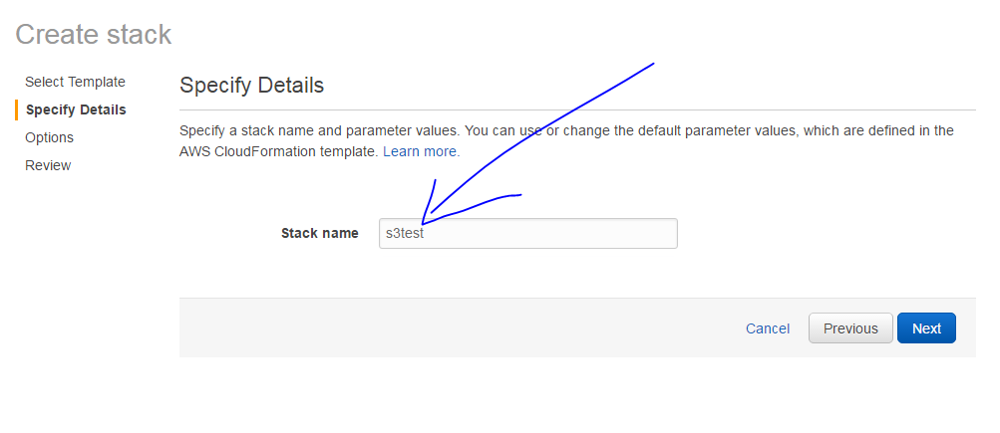 Create stack
Select Template
Specify Details
Options
Review
Specify Details
Specify a stack name and parameter values. You can use or change the default parameter values, which are defined in the
AWS CloudFormation template. Learn more.
Stack name s3test
Cancel Previous Next